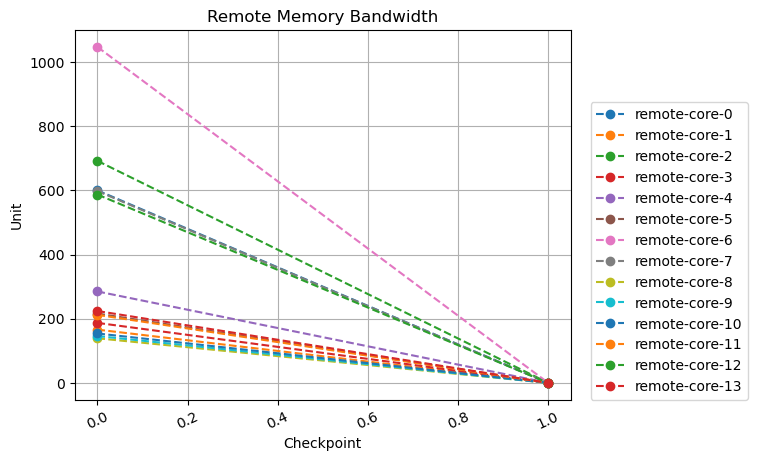 Remote Memory Bandwidth
Unit
1000
800
600
400
200
0
0.0
0.2
0.4
0.6
0.8
1.0
Checkpoint
remote-core-0
remote-core-1
remote-core-2
remote-core-3
remote-core-4
remote-core-5
remote-core-6
remote-core-7
remote-core-8
remote-core-9
remote-core-10
remote-core-11
remote-core-12
remote-core-13